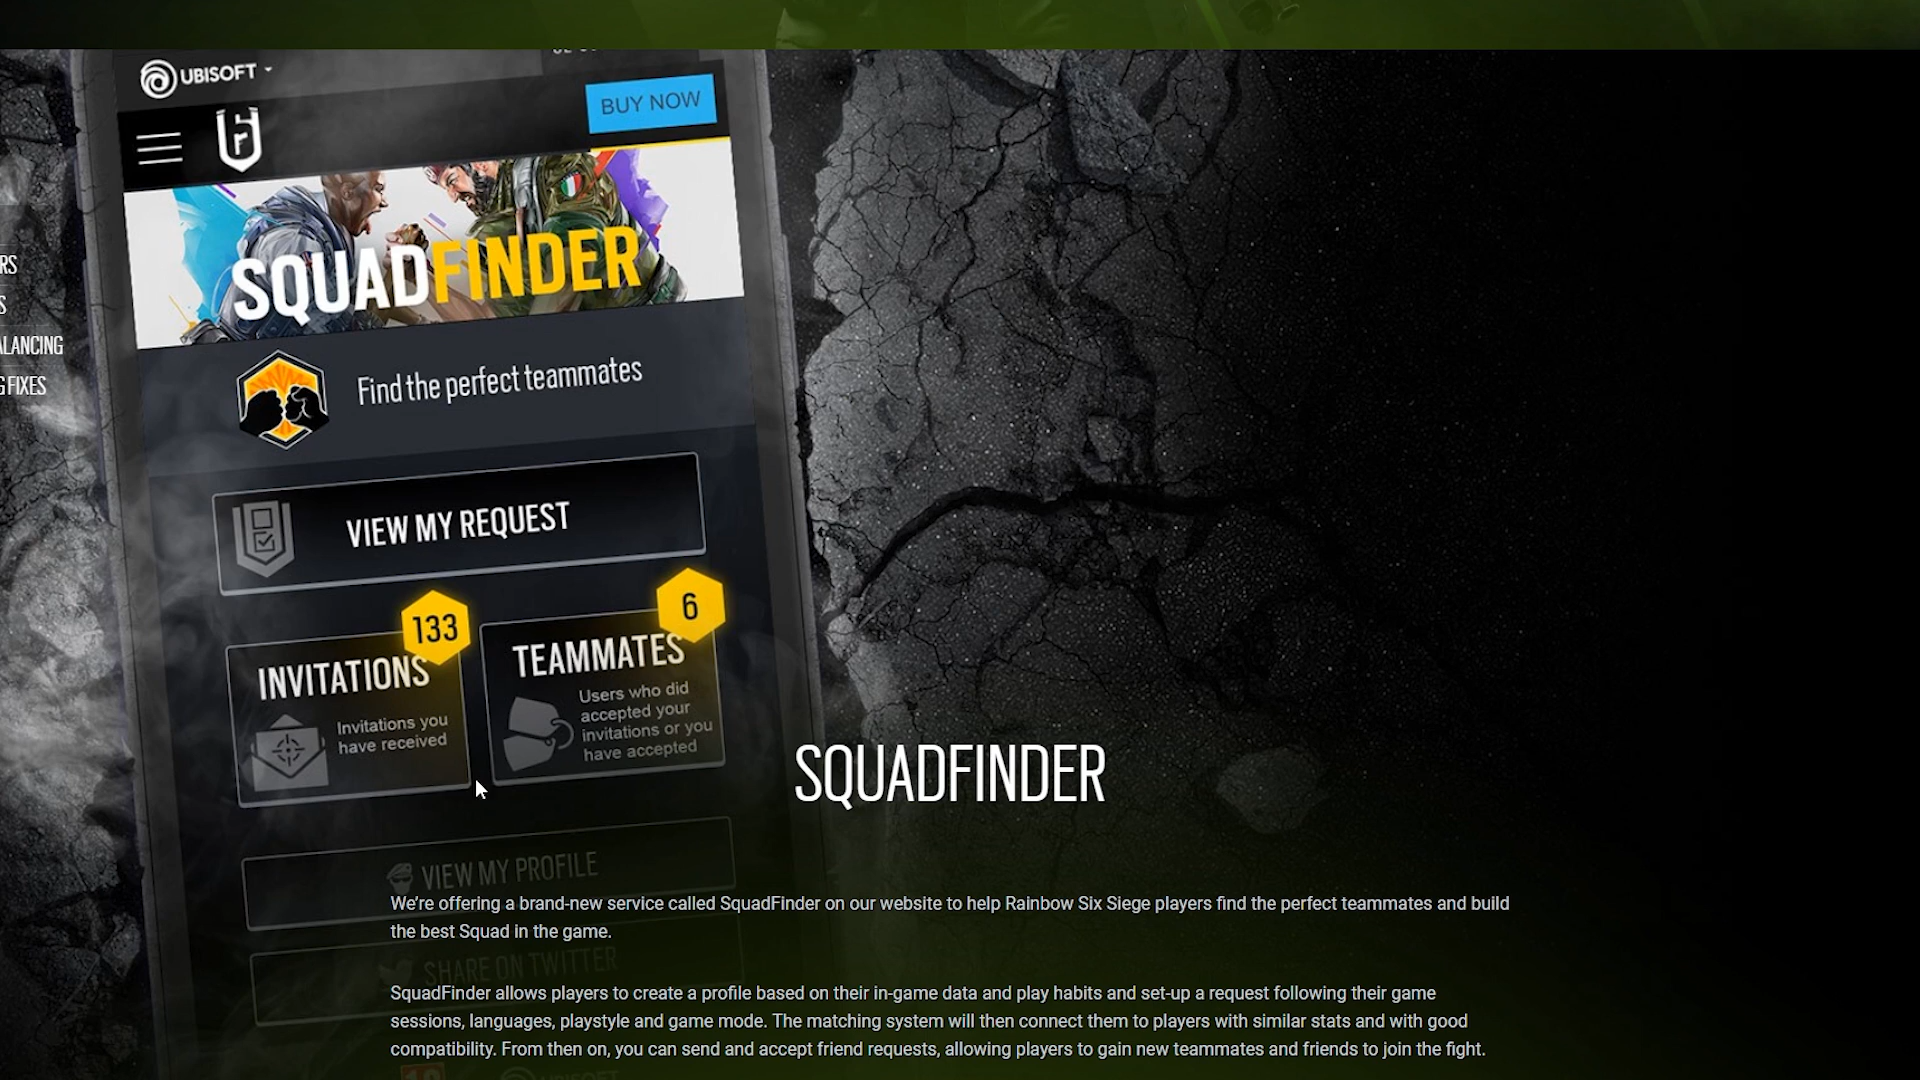 UBISOFT
BUY NOW
SQUADFINDER
RS
S
ALANCING
G FIXES
Find the perfect teammates
VIEW MY REQUEST
133
6
INVITATIONS
Invitations you
have received
TEAMMATES
Users who did
accepted your
invitations or you
have accepted
SQUADFINDER
VIEW MY PROFILE
We're offering a brand-new service called SquadFinder on our website to help Rainbow Six Siege players find the perfect teammates and build
the best Squad in the game.
SHARE ON TWITTER
SquadFinder allows players to create a profile based on their in-game data and play habits and set-up a request following their game
sessions, languages, playstyle and game mode. The matching system will then connect them to players with similar stats and with good
compatibility. From then on, you can send and accept friend requests, allowing players to gain new teammates and friends to join the fight.
UBISOFT